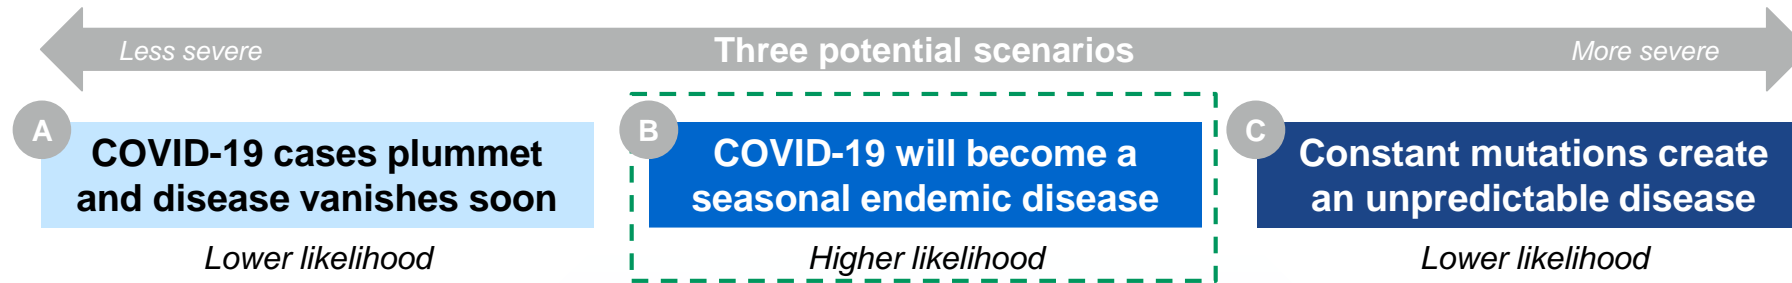 Less severe
Three potential scenarios
More severe
A
COVID-19 cases plummet
and disease vanishes soon
Lower likelihood
B
COVID-19 will become a
seasonal endemic disease
Higher likelihood
C
Constant mutations create
an unpredictable disease
Lower likelihood